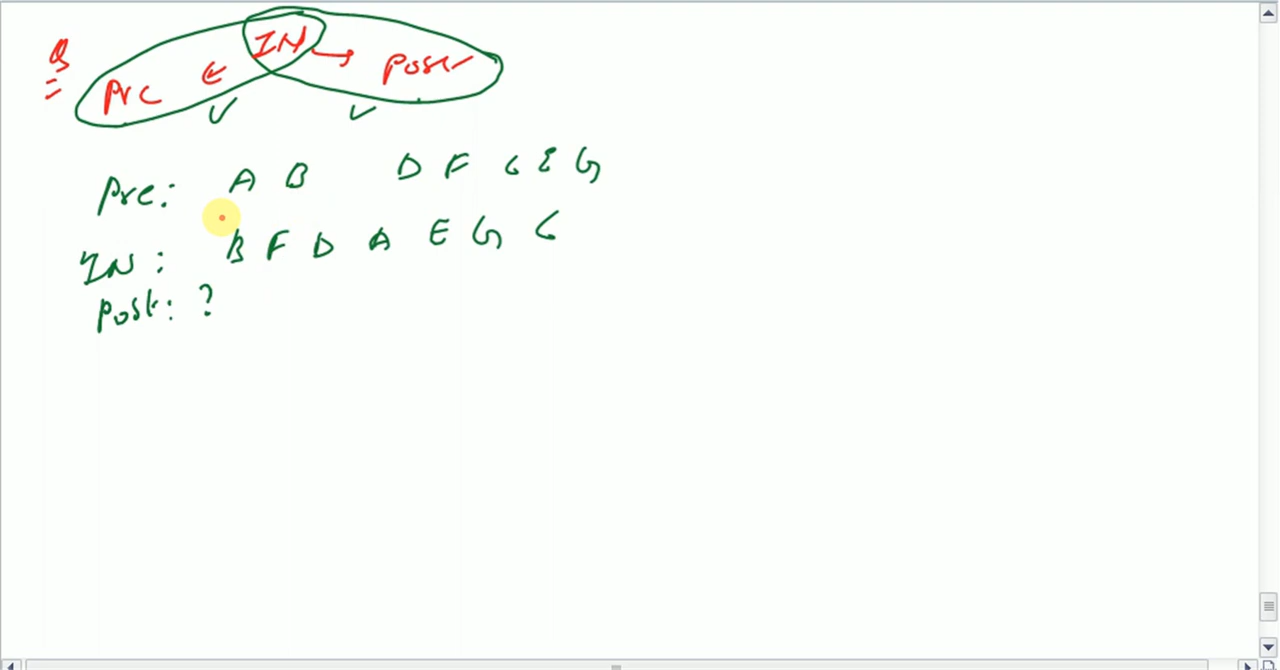 Q IN → Post
Pre ←
Pre: A B D F C E G
IN: B F D A E G C
Post: ?